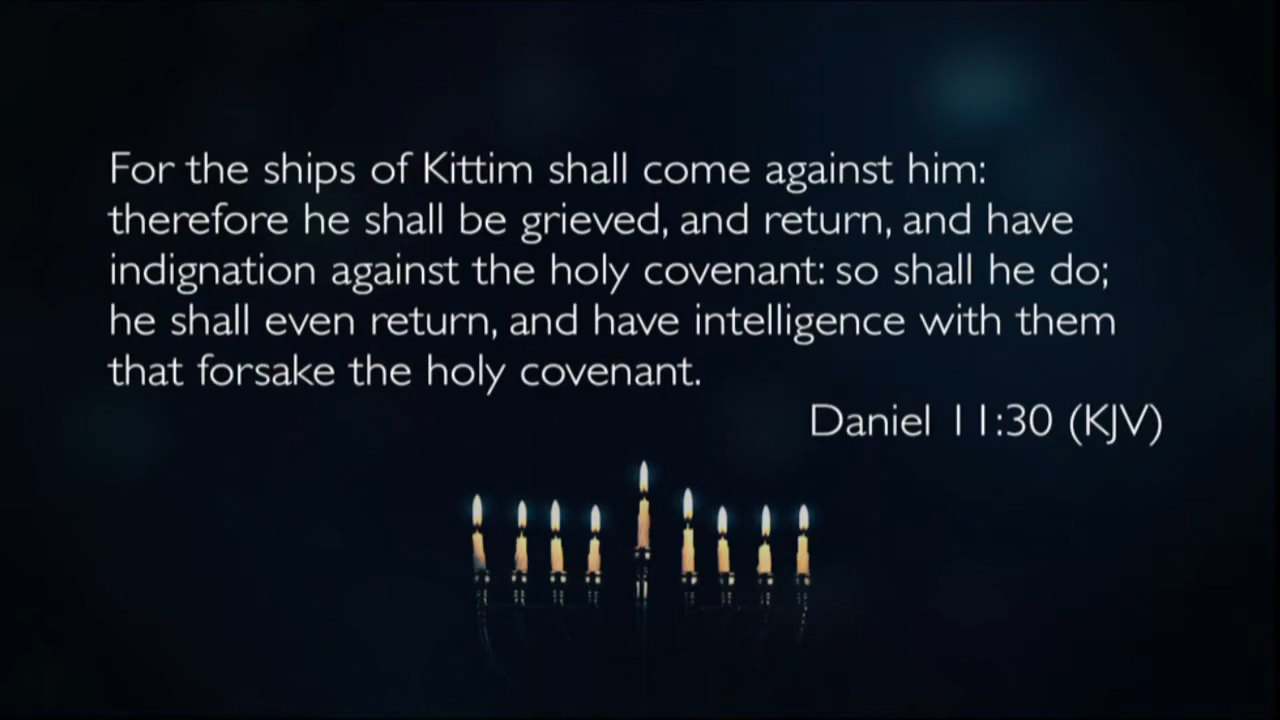 For the ships of Kittim shall come against him:
therefore he shall be grieved, and return, and have
indignation against the holy covenant: so shall he do;
he shall even return, and have intelligence with them
that forsake the holy covenant.
Daniel 11:30 (KJV)